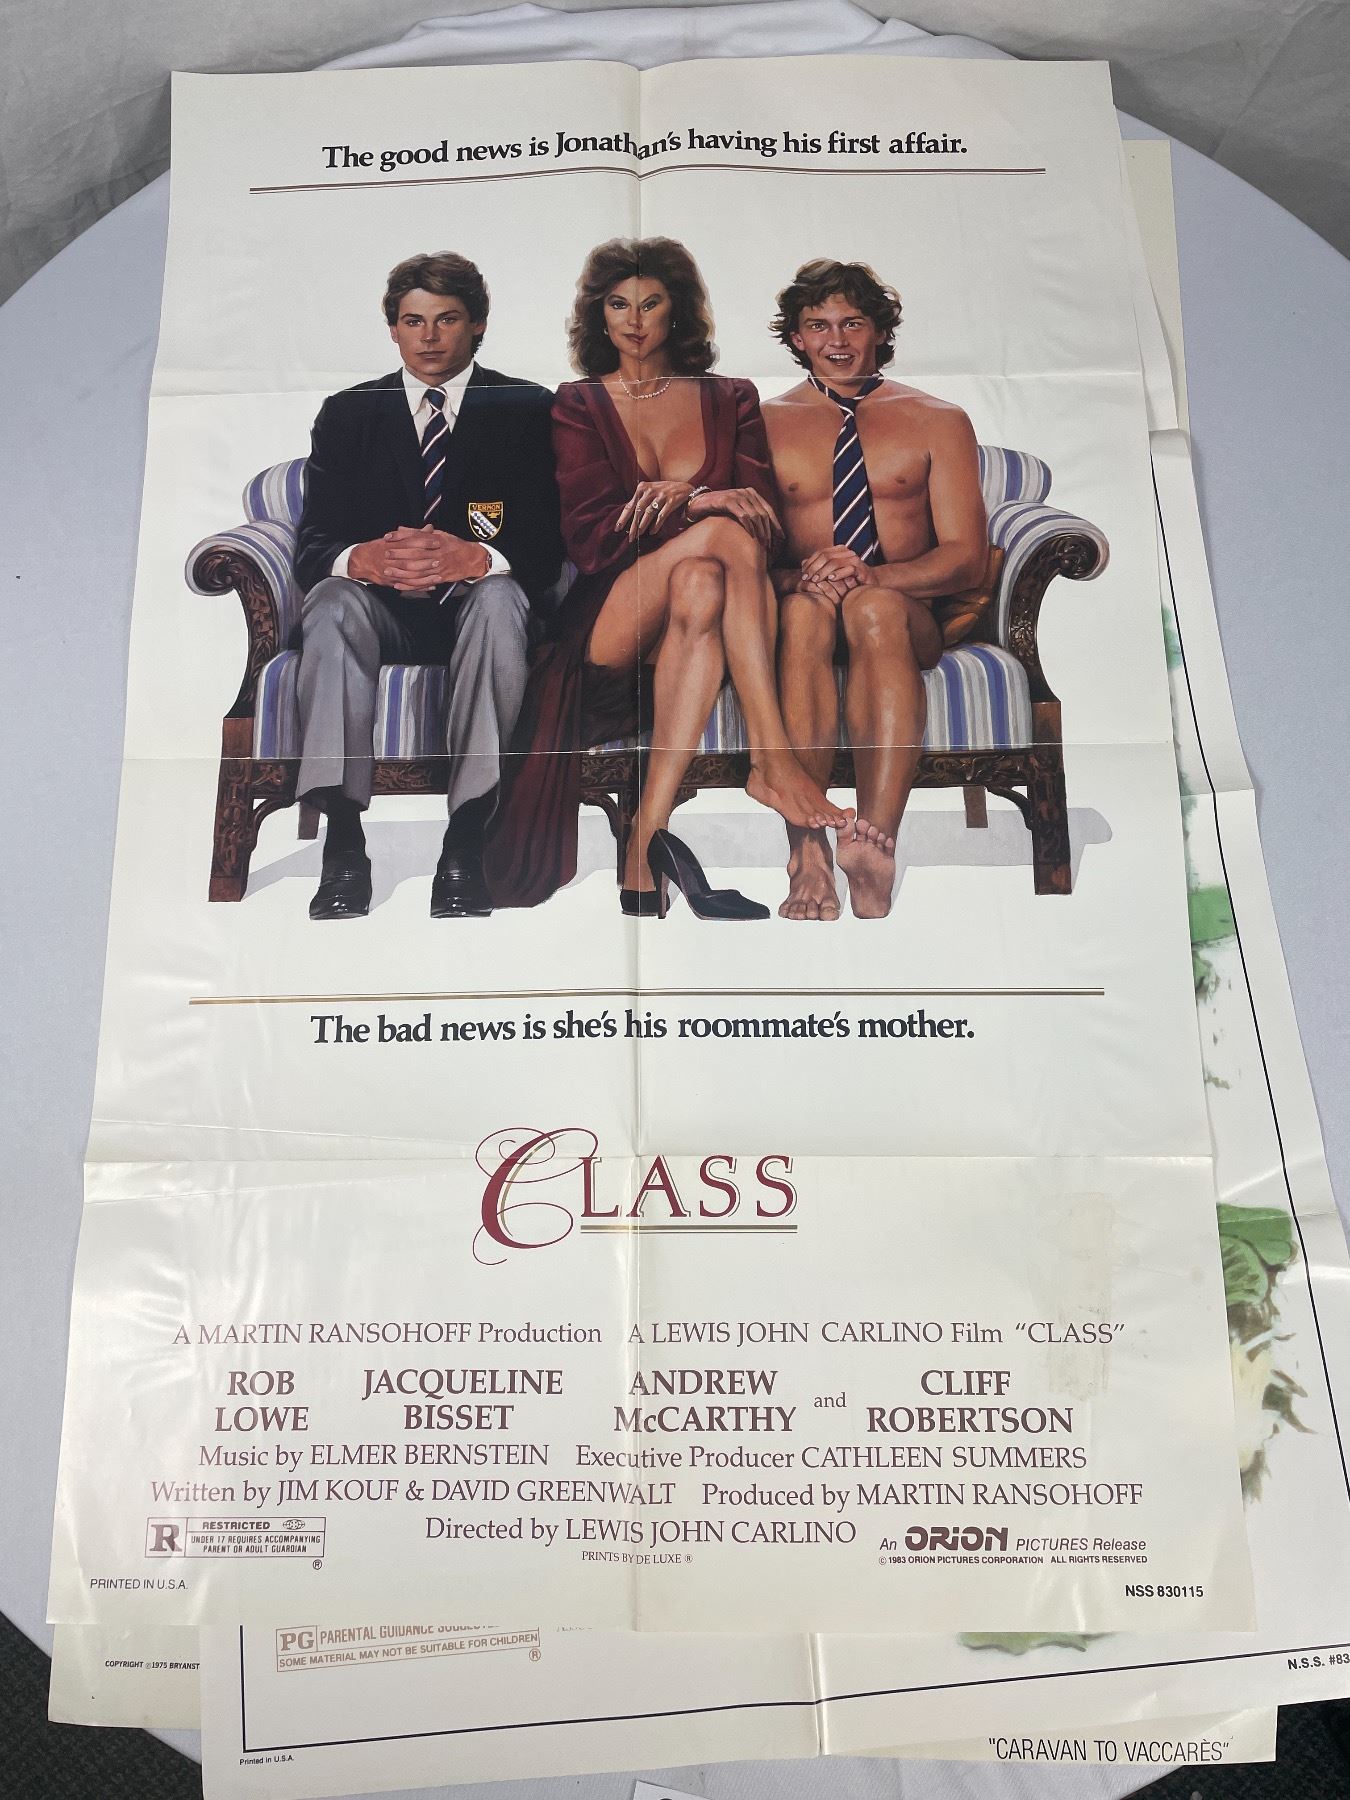 The good news is Jonathan's having his first affair.
VERNON
The bad news is she's his roommate's mother.
CLASS
A MARTIN RANSOHOFF Production A LEWIS JOHN CARLINO Film "CLASS"
ROB JACQUELINE ANDREW CLIFF
LOWE BISSET McCARTHY and ROBERTSON
Music by ELMER BERNSTEIN Executive Producer CATHLEEN SUMMERS
Written by JIM KOUF & DAVID GREENWALT Produced by MARTIN RANSOHOFF
Directed by LEWIS JOHN CARLINO
PRINTS BY DE LUXE ®
R RESTRICTED
UNDER 17 REQUIRES ACCOMPANYING
PARENT OR ADULT GUARDIAN
®
An ORION PICTURES Release
© 1983 ORION PICTURES CORPORATION ALL RIGHTS RESERVED
PRINTED IN U.S.A.
NSS 830115
PG PARENTAL GUIDANCE
SOME MATERIAL MAY NOT BE SUITABLE FOR CHILDREN
®
COPYRIGHT © 1975 BRYANST
N.S.S. #83
Printed in U.S.A.
"CARAVAN TO VACCARÈS"